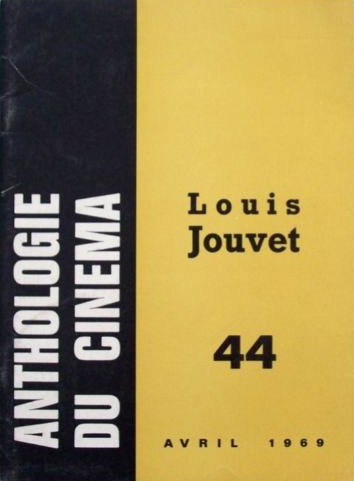 ANTHOLOGIE
DU CINEMA
Louis
Jouvet
44
AVRIL 1969